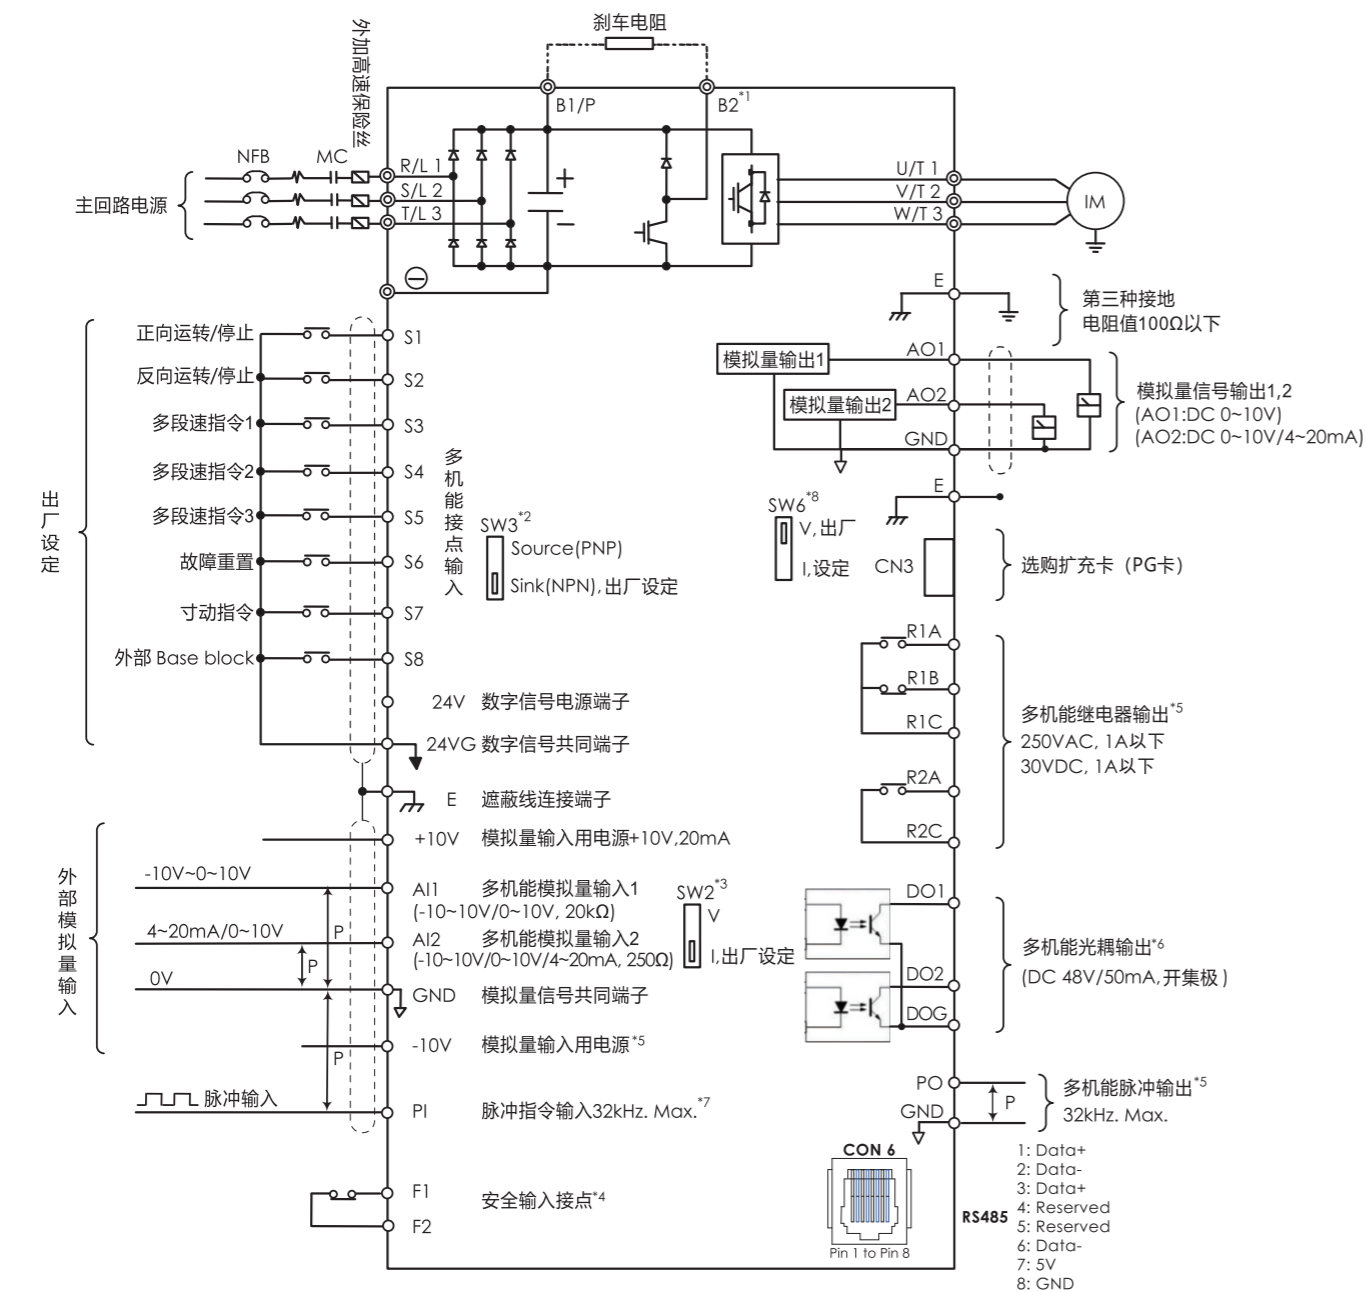 刹车电阻
外加高速保险丝
B1/P
B2*1
NFB
MC
主回路电源
R/L 1
S/L 2
T/L 3
+
−
U/T 1
V/T 2
W/T 3
IM
E
第三种接地
电阻值100Ω以下
出厂设定
正向运转/停止
S1
反向运转/停止
S2
多段速指令1
S3
多段速指令2
S4
多段速指令3
S5
故障重置
S6
寸动指令
S7
外部 Base block
S8
多机能接点输入
SW3*2
Source(PNP)
Sink(NPN),出厂设定
24V 数字信号电源端子
24VG 数字信号共同端子
E 遮蔽线连接端子
模拟量输出1
AO1
模拟量输出2
AO2
GND
模拟量信号输出1,2
(AO1:DC 0~10V)
(AO2:DC 0~10V/4~20mA)
E
SW6*8
V,出厂
I,设定
CN3
选购扩充卡（PG卡）
R1A
R1B
R1C
R2A
R2C
多机能继电器输出*5
250VAC, 1A以下
30VDC, 1A以下
外部模拟量输入
+10V 模拟量输入用电源+10V,20mA
-10V~0~10V
AI1 多机能模拟量输入1
(-10~10V/0~10V, 20kΩ)
4~20mA/0~10V
P
AI2 多机能模拟量输入2
(-10~10V/0~10V/4~20mA, 250Ω)
P
0V
GND 模拟量信号共同端子
SW2*3
V
I,出厂设定
-10V 模拟量输入用电源*5
P
脉冲输入
PI 脉冲指令输入32kHz. Max.*7
F1
安全输入接点*4
F2
DO1
DO2
DOG
多机能光耦输出*6
(DC 48V/50mA,开集极)
PO
P
GND
多机能脉冲输出*5
32kHz. Max.
CON 6
Pin 1 to Pin 8
RS485
1: Data+
2: Data-
3: Data+
4: Reserved
5: Reserved
6: Data-
7: 5V
8: GND